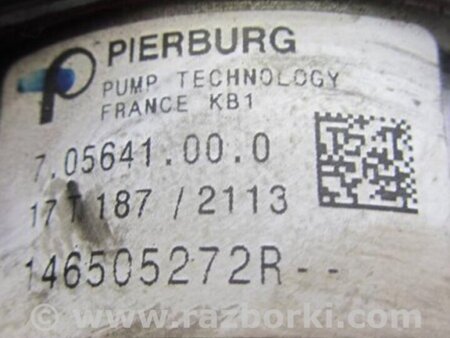 PIERBURG
PUMP TECHNOLOGY
FRANCE KB1
7.05641.00.0
17T187 / 2113
146505272R--
www.razborki.com